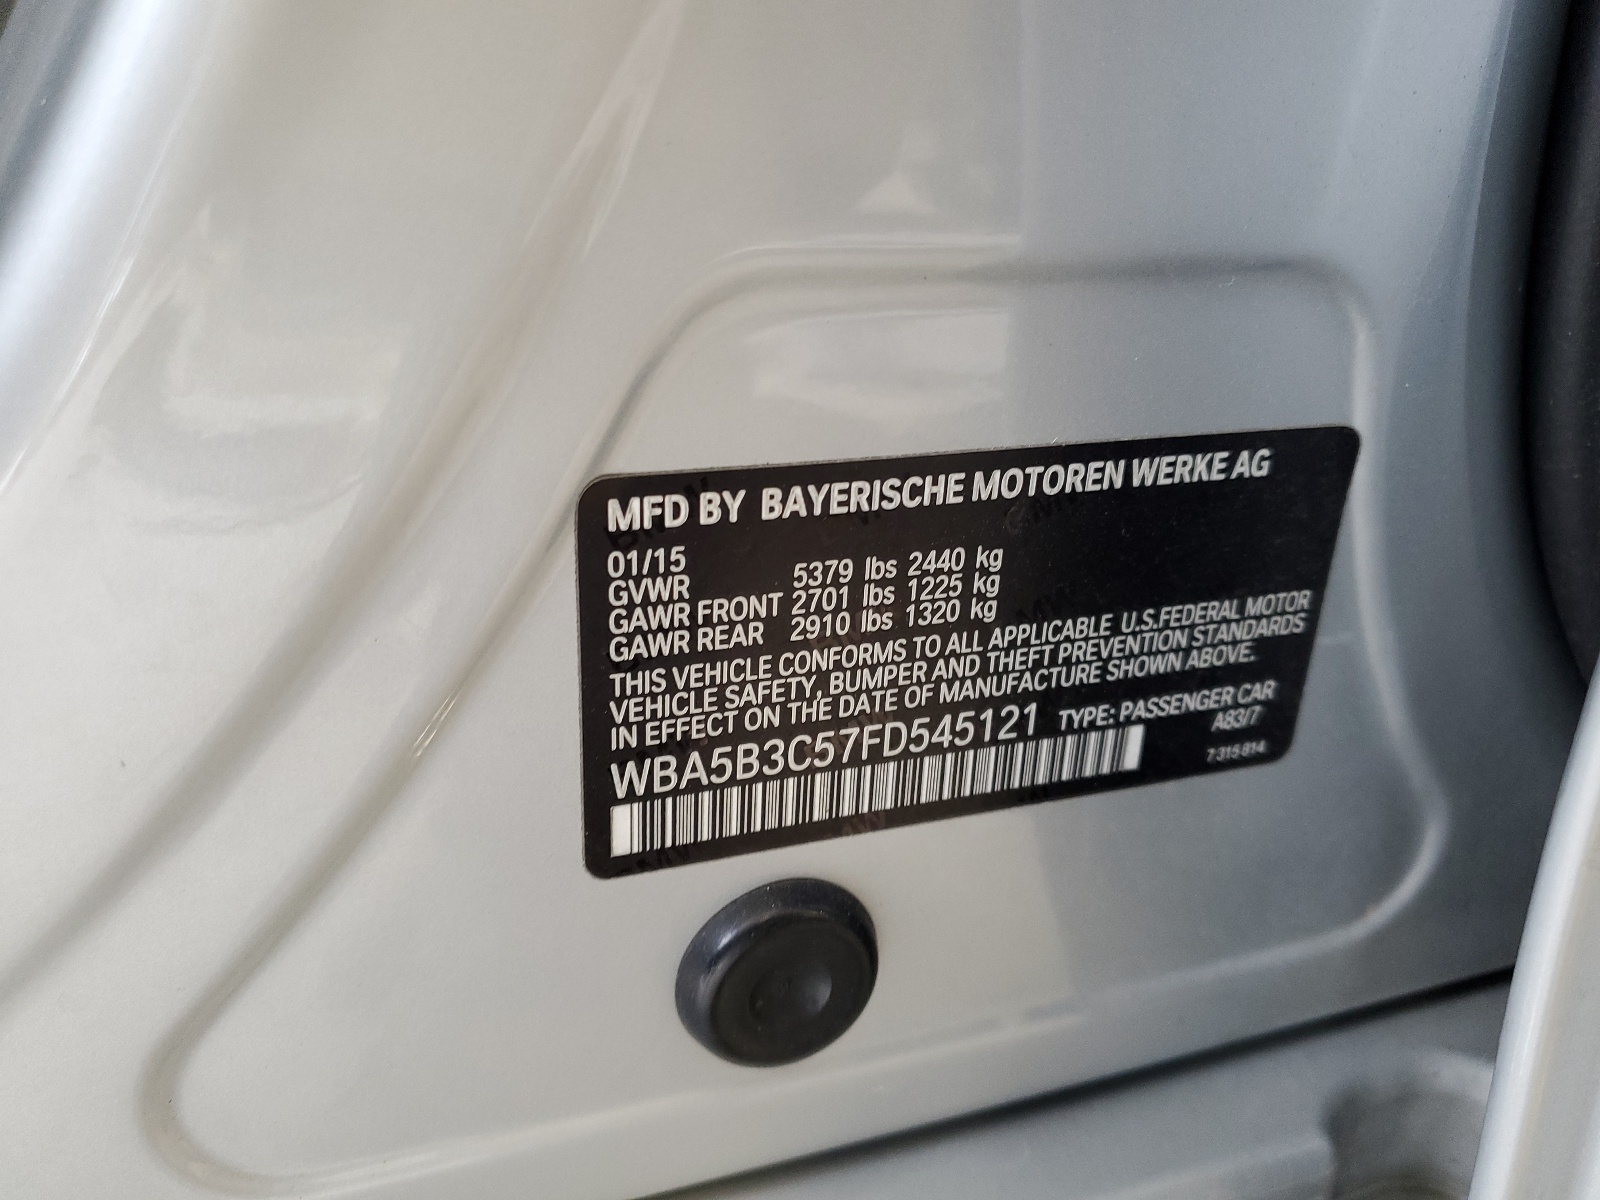 MFD BY BAYERISCHE MOTOREN WERKE AG
01/15
GVWR 5379 lbs 2440 kg
GAWR FRONT 2701 lbs 1225 kg
GAWR REAR 2910 lbs 1320 kg
THIS VEHICLE CONFORMS TO ALL APPLICABLE U.S.FEDERAL MOTOR
VEHICLE SAFETY, BUMPER AND THEFT PREVENTION STANDARDS
IN EFFECT ON THE DATE OF MANUFACTURE SHOWN ABOVE.
WBA5B3C57FD545121 TYPE: PASSENGER CAR
A83/7
7 315 814